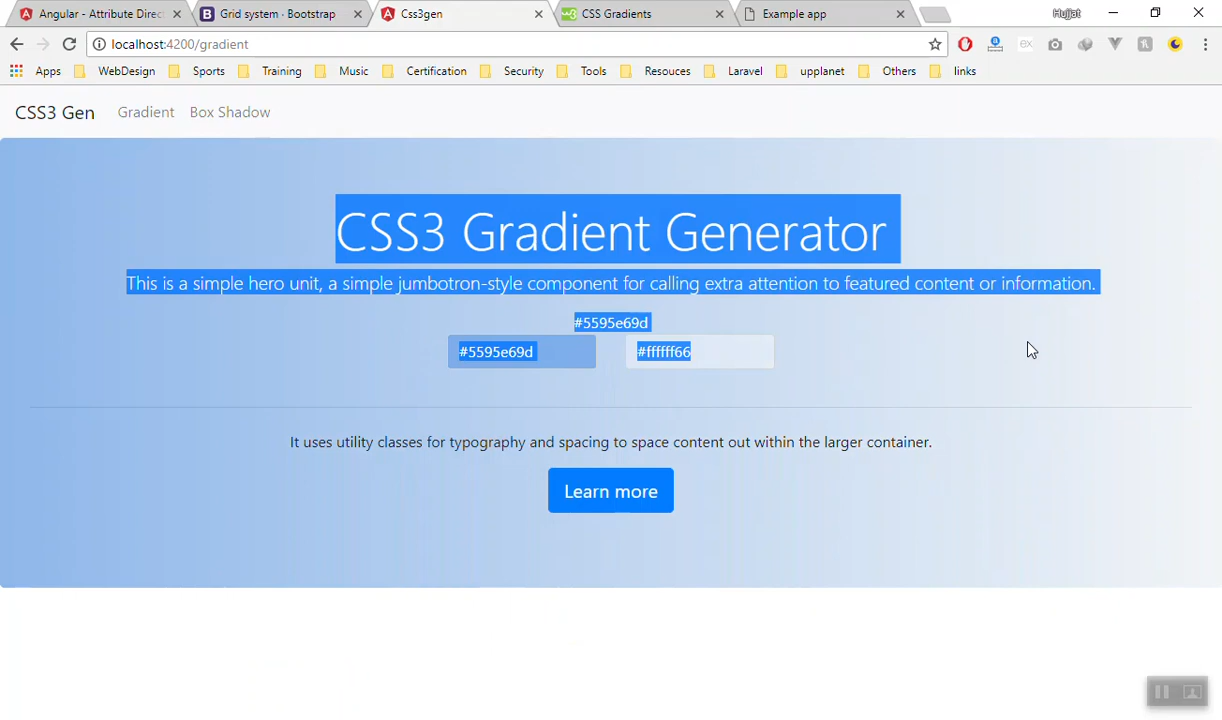 Angular - Attribute Direc
Grid system · Bootstrap
Css3gen
CSS Gradients
Example app
Hujjat
localhost:4200/gradient
Apps WebDesign Sports Training Music Certification Security Tools Resouces Laravel upplanet Others links
CSS3 Gen Gradient Box Shadow
CSS3 Gradient Generator
This is a simple hero unit, a simple jumbotron-style component for calling extra attention to featured content or information.
#5595e69d
#5595e69d #ffffff66
It uses utility classes for typography and spacing to space content out within the larger container.
Learn more